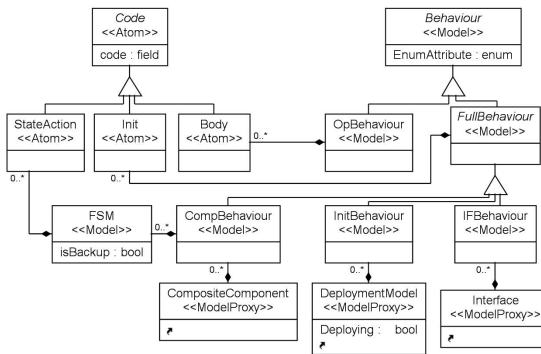 Code
<<Atom>>
code : field
Behaviour
<<Model>>
EnumAttribute : enum
StateAction
<<Atom>>
Init
<<Atom>>
Body
<<Atom>>
0..*
OpBehaviour
<<Model>>
FullBehaviour
<<Model>>
0..*
0..*
FSM
<<Model>>
isBackup : bool
0..*
CompBehaviour
<<Model>>
InitBehaviour
<<Model>>
IFBehaviour
<<Model>>
0..*
0..*
0..*
CompositeComponent
<<ModelProxy>>
DeploymentModel
<<ModelProxy>>
Deploying : bool
Interface
<<ModelProxy>>